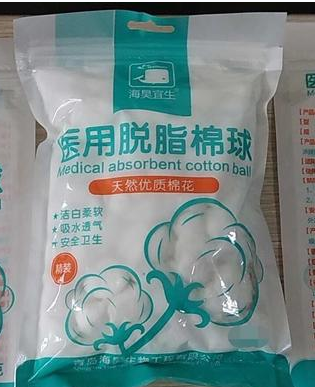 海昊宜生
医用脱脂棉球
Medical absorbent cotton ball
天然优质棉花
★洁白柔软
★吸水透气
★安全卫生
精装